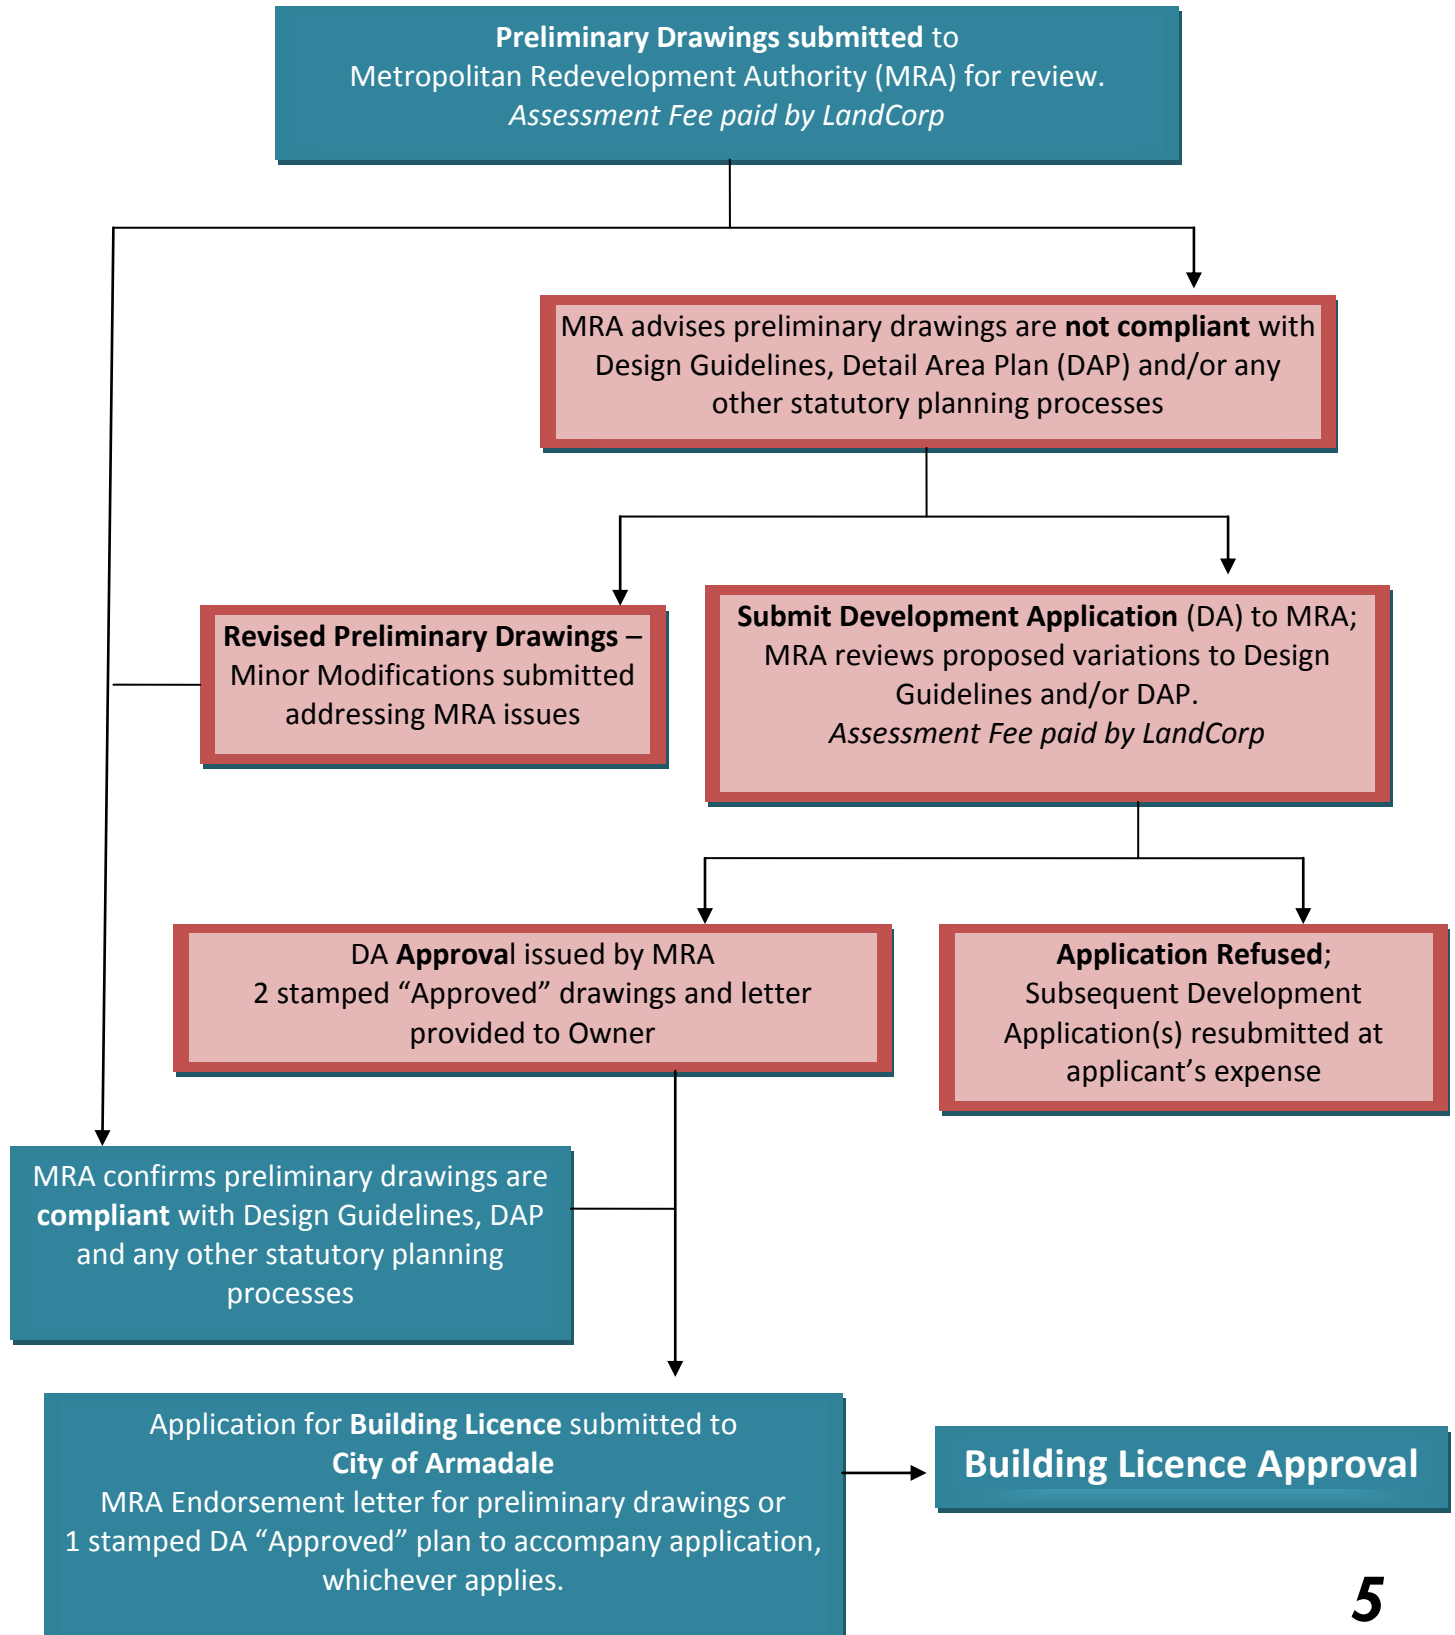 Preliminary Drawings submitted to
Metropolitan Redevelopment Authority (MRA) for review.
Assessment Fee paid by LandCorp
MRA advises preliminary drawings are not compliant with
Design Guidelines, Detail Area Plan (DAP) and/or any
other statutory planning processes
Revised Preliminary Drawings –
Minor Modifications submitted
addressing MRA issues
Submit Development Application (DA) to MRA;
MRA reviews proposed variations to Design
Guidelines and/or DAP.
Assessment Fee paid by LandCorp
DA Approval issued by MRA
2 stamped “Approved” drawings and letter
provided to Owner
Application Refused;
Subsequent Development
Application(s) resubmitted at
applicant’s expense
MRA confirms preliminary drawings are
compliant with Design Guidelines, DAP
and any other statutory planning
processes
Application for Building Licence submitted to
City of Armadale
MRA Endorsement letter for preliminary drawings or
1 stamped DA “Approved” plan to accompany application,
whichever applies.
Building Licence Approval
5